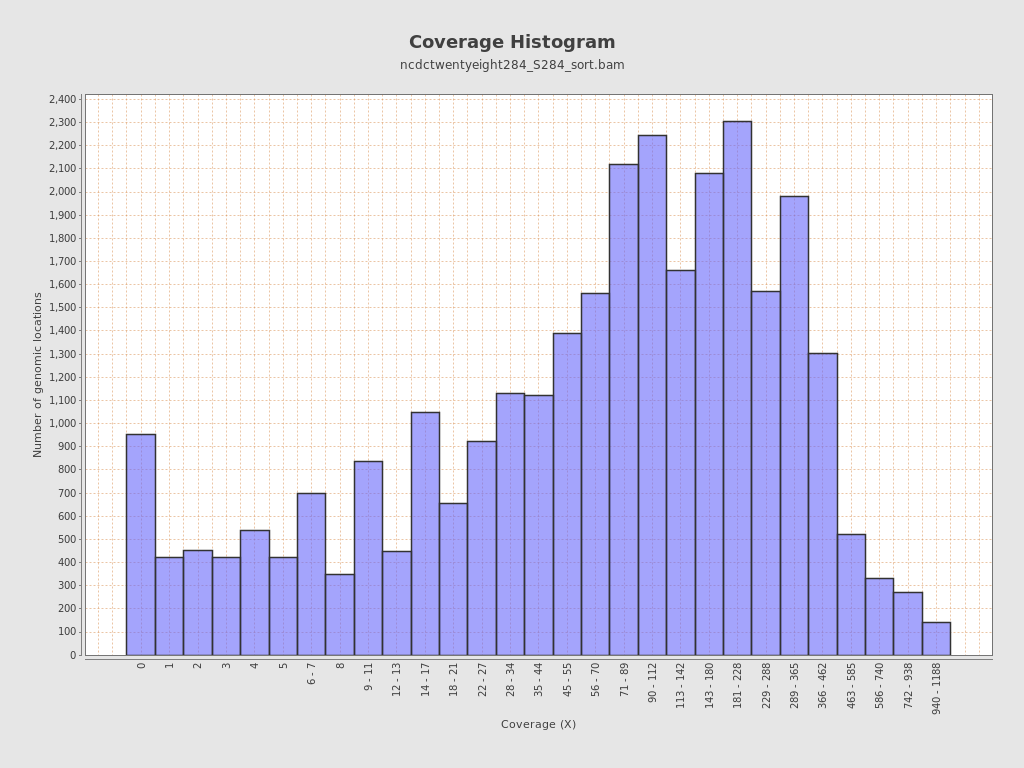 Coverage Histogram
ncdctwentyeight284_S284_sort.bam
Number of genomic locations
2,400
2,300
2,200
2,100
2,000
1,900
1,800
1,700
1,600
1,500
1,400
1,300
1,200
1,100
1,000
900
800
700
600
500
400
300
200
100
0
0
1
2
3
4
5
6 - 7
8
9 - 11
12 - 13
14 - 17
18 - 21
22 - 27
28 - 34
35 - 44
45 - 55
56 - 70
71 - 89
90 - 112
113 - 142
143 - 180
181 - 228
229 - 288
289 - 365
366 - 462
463 - 585
586 - 740
742 - 938
940 - 1188
Coverage (X)